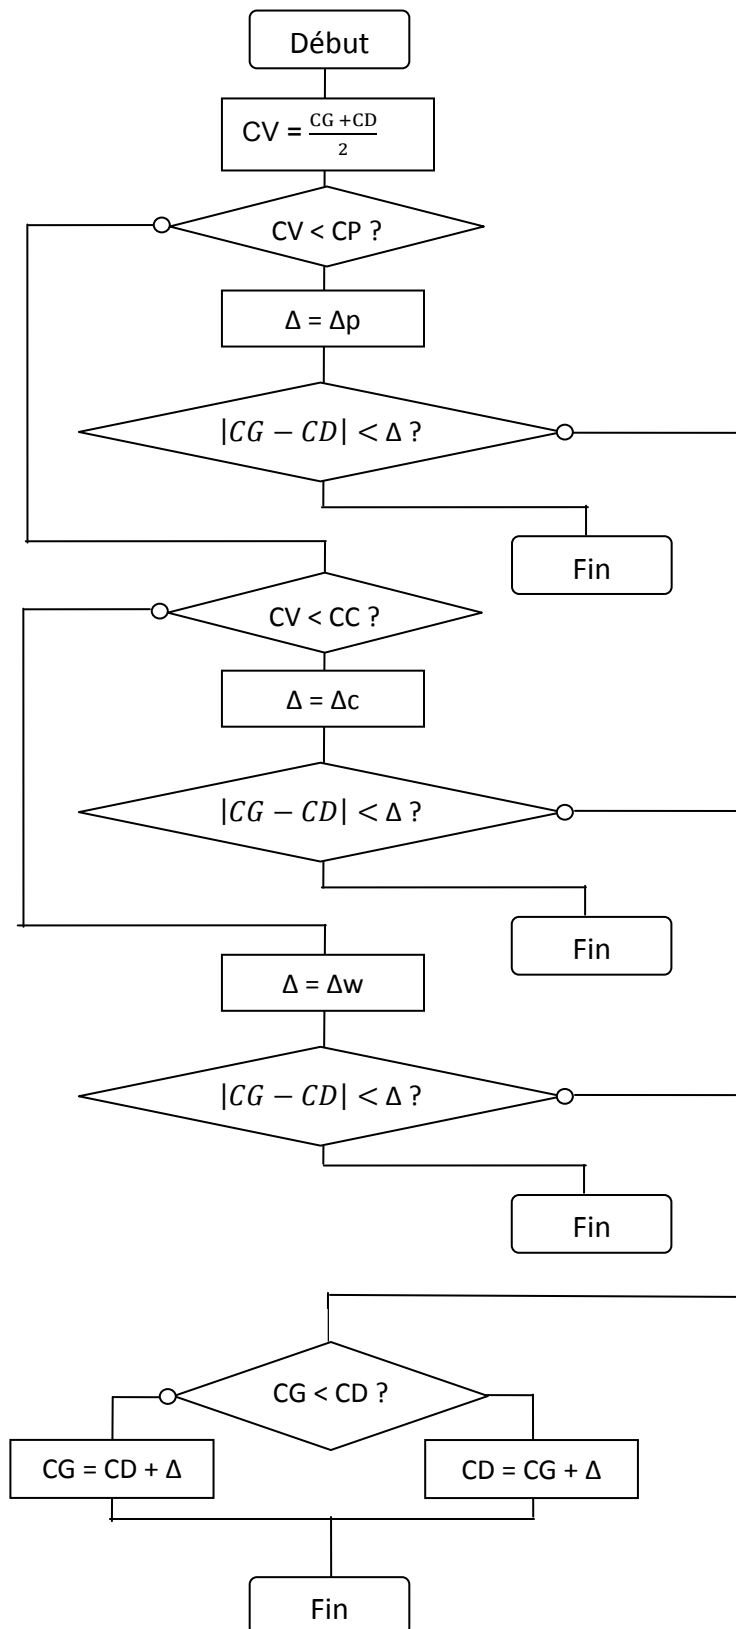 Début
CV = \frac{CG + CD}{2}
CV < CP ?
Δ = Δp
|CG − CD| < Δ ?
Fin
CV < CC ?
Δ = Δc
|CG − CD| < Δ ?
Fin
Δ = Δw
|CG − CD| < Δ ?
Fin
CG < CD ?
CG = CD + Δ
CD = CG + Δ
Fin